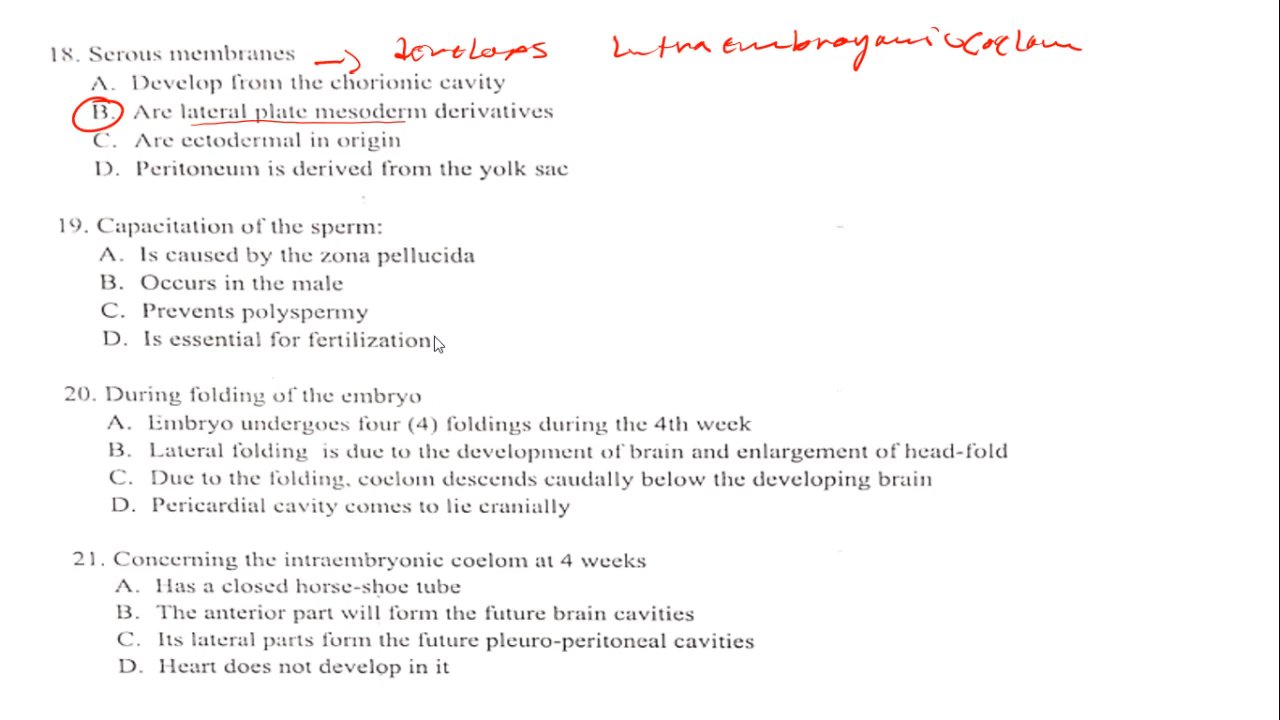 18. Serous membranes → develops Intraembryonic coelom
A. Develop from the chorionic cavity
B. Are lateral plate mesoderm derivatives
C. Are ectodermal in origin
D. Peritoneum is derived from the yolk sac
19. Capacitation of the sperm:
A. Is caused by the zona pellucida
B. Occurs in the male
C. Prevents polyspermy
D. Is essential for fertilization
20. During folding of the embryo
A. Embryo undergoes four (4) foldings during the 4th week
B. Lateral folding is due to the development of brain and enlargement of head-fold
C. Due to the folding, coelom descends caudally below the developing brain
D. Pericardial cavity comes to lie cranially
21. Concerning the intraembryonic coelom at 4 weeks
A. Has a closed horse-shoe tube
B. The anterior part will form the future brain cavities
C. Its lateral parts form the future pleuro-peritoneal cavities
D. Heart does not develop in it